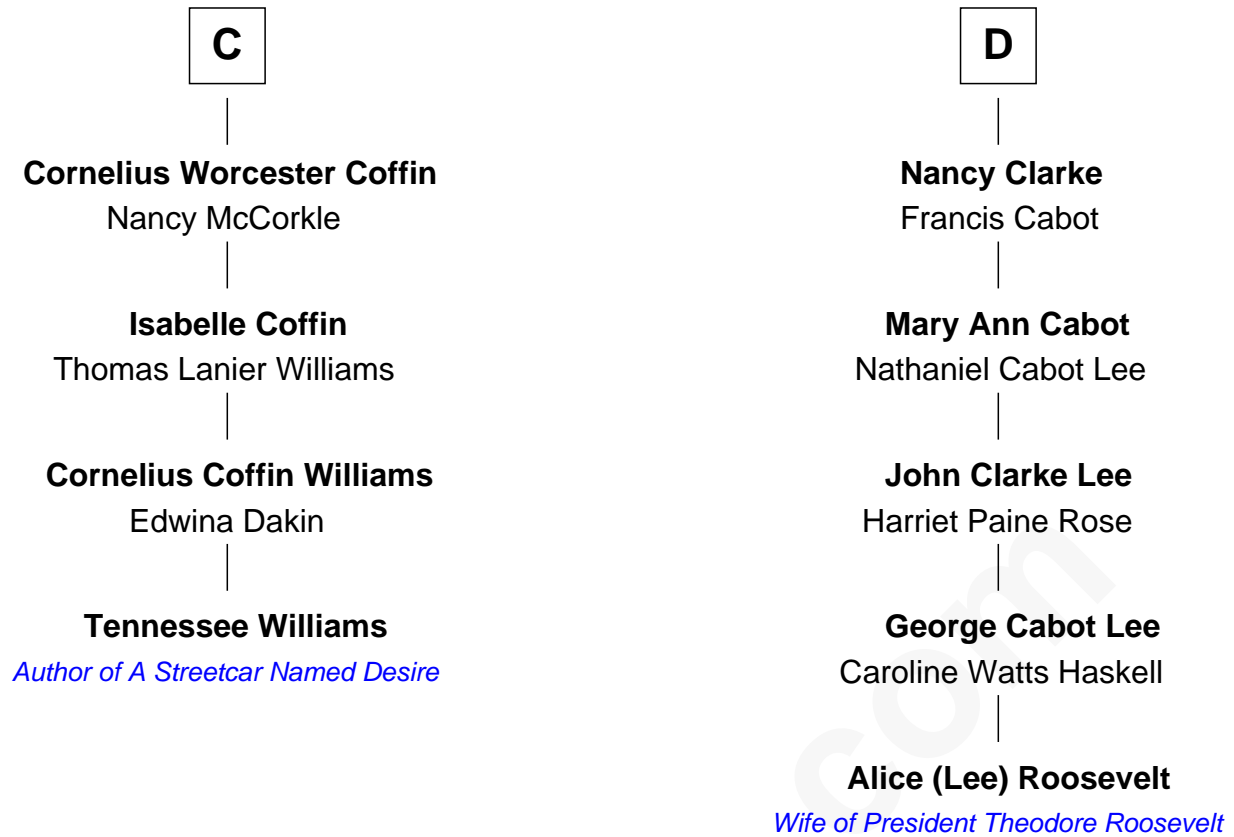 C
Cornelius Worcester Coffin
Nancy McCorkle
Isabelle Coffin
Thomas Lanier Williams
Cornelius Coffin Williams
Edwina Dakin
Tennessee Williams
Author of A Streetcar Named Desire
D
Nancy Clarke
Francis Cabot
Mary Ann Cabot
Nathaniel Cabot Lee
John Clarke Lee
Harriet Paine Rose
George Cabot Lee
Caroline Watts Haskell
Alice (Lee) Roosevelt
Wife of President Theodore Roosevelt
com